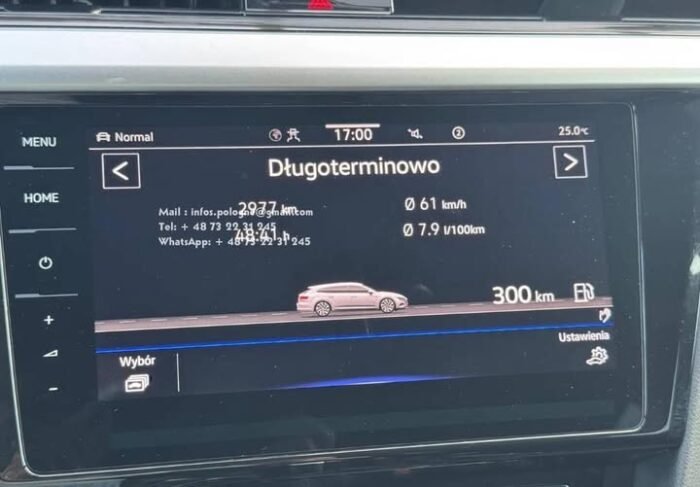 MENU
HOME
Normal
17:00
2
25.0°C
Długoterminowo
2977 km
Ø 61 km/h
48:41 h
Ø 7.9 l/100km
Mail : infos.pologne@gmail.com
Tel: + 48 73 22 31 245
WhatsApp: + 48 73 22 31 245
300 km
Ustawienia
Wybór